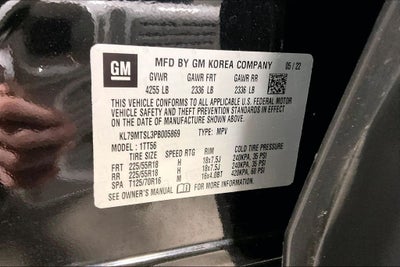 GM
MFD BY GM KOREA COMPANY 05/22
GVWR GAWR FRT GAWR RR
4255 LB 2336 LB 2336 LB
THIS VEHICLE CONFORMS TO ALL APPLICABLE U.S. FEDERAL MOTOR
VEHICLE SAFETY AND THEFT PREVENTION STANDARDS IN
EFFECT ON THE DATE OF MANUFACTURE SHOWN ABOVE.
KL79MTSL3PB005869 TYPE: MPV
MODEL: 1TT56
TIRE SIZE SPEED RTG RIM COLD TIRE PRESSURE
FRT 225/55R18 H 18x7.5J 240KPA, 35 PSI
RR 225/55R18 H 18x7.5J 240KPA, 35 PSI
SPA T125/70R16 M 16x4.0BT 420KPA, 60 PSI
SEE OWNER'S MANUAL FOR MORE INFORMATION.